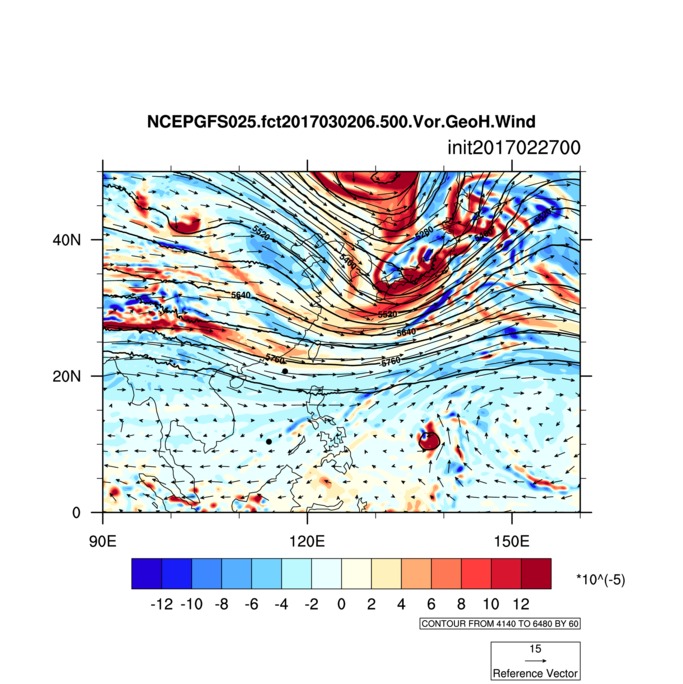 NCEPGFS025.fct2017030206.500.Vor.GeoH.Wind
init2017022700
40N
20N
0
90E 120E 150E
5520
5400
5280
5640
5520
5640
5760
5760
-12 -10 -8 -6 -4 -2 0 2 4 6 8 10 12
*10^(-5)
CONTOUR FROM 4140 TO 6480 BY 60
15
Reference Vector